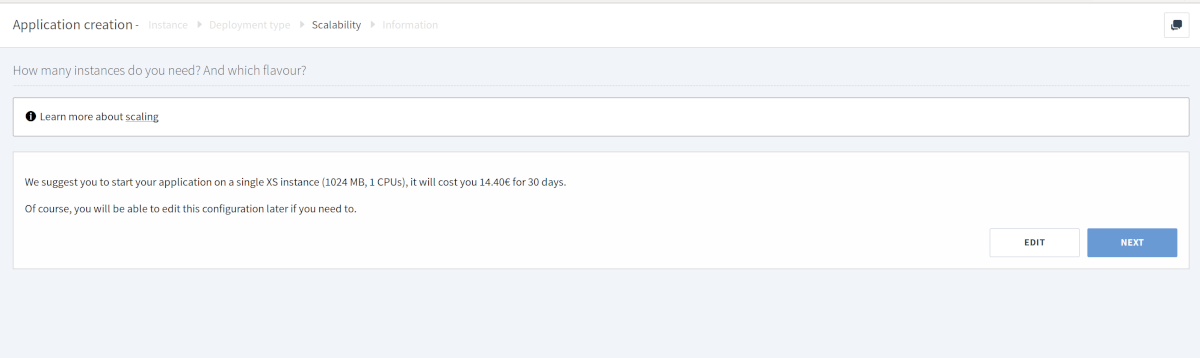 Application creation - Instance Deployment type Scalability Information
How many instances do you need? And which flavour?
Learn more about scaling
We suggest you to start your application on a single XS instance (1024 MB, 1 CPUs), it will cost you 14.40€ for 30 days.
Of course, you will be able to edit this configuration later if you need to.
EDIT NEXT